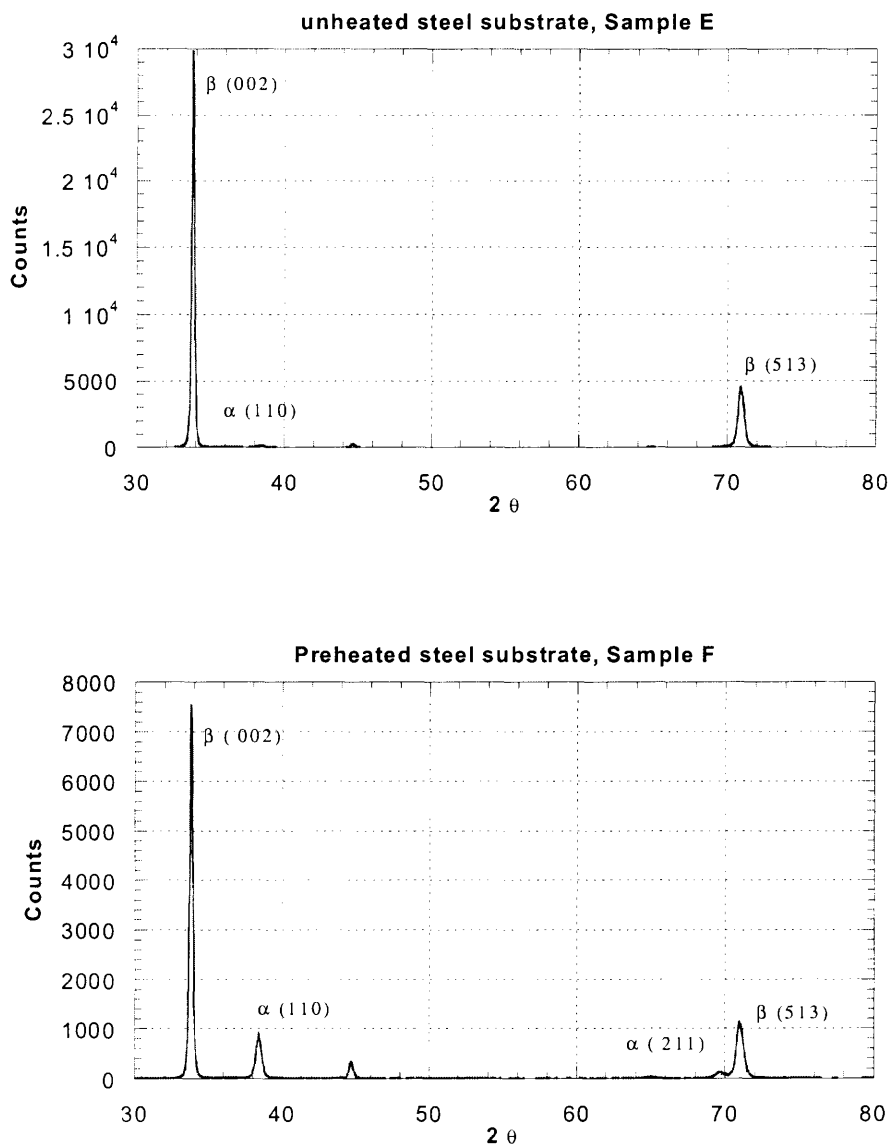 unheated steel substrate, Sample E
3 10⁴
2.5 10⁴
2 10⁴
1.5 10⁴
1 10⁴
5000
0
Counts
β (002)
α (110)
β (513)
30 40 50 60 70 80
2 θ
Preheated steel substrate, Sample F
8000
7000
6000
5000
4000
3000
2000
1000
0
Counts
β ( 002)
α (110)
α ( 211)
β (513)
30 40 50 60 70 80
2 θ